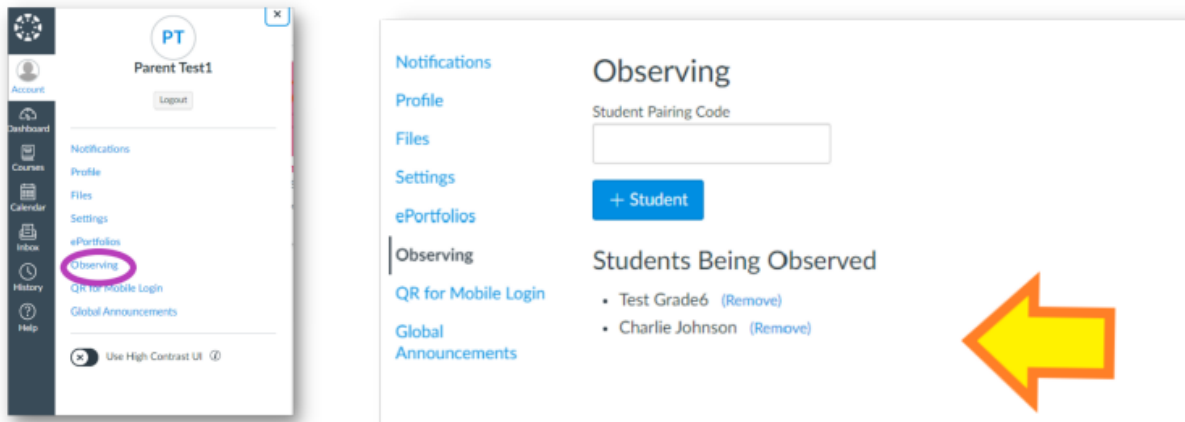 PT
Parent Test1
Logout
Account
Dashboard
Courses
Calendar
Inbox
History
Help
Notifications
Profile
Files
Settings
ePortfolios
Observing
QR for Mobile Login
Global Announcements
Use High Contrast UI
Notifications
Profile
Files
Settings
ePortfolios
Observing
QR for Mobile Login
Global
Announcements
Observing
Student Pairing Code
+ Student
Students Being Observed
• Test Grade6 (Remove)
• Charlie Johnson (Remove)